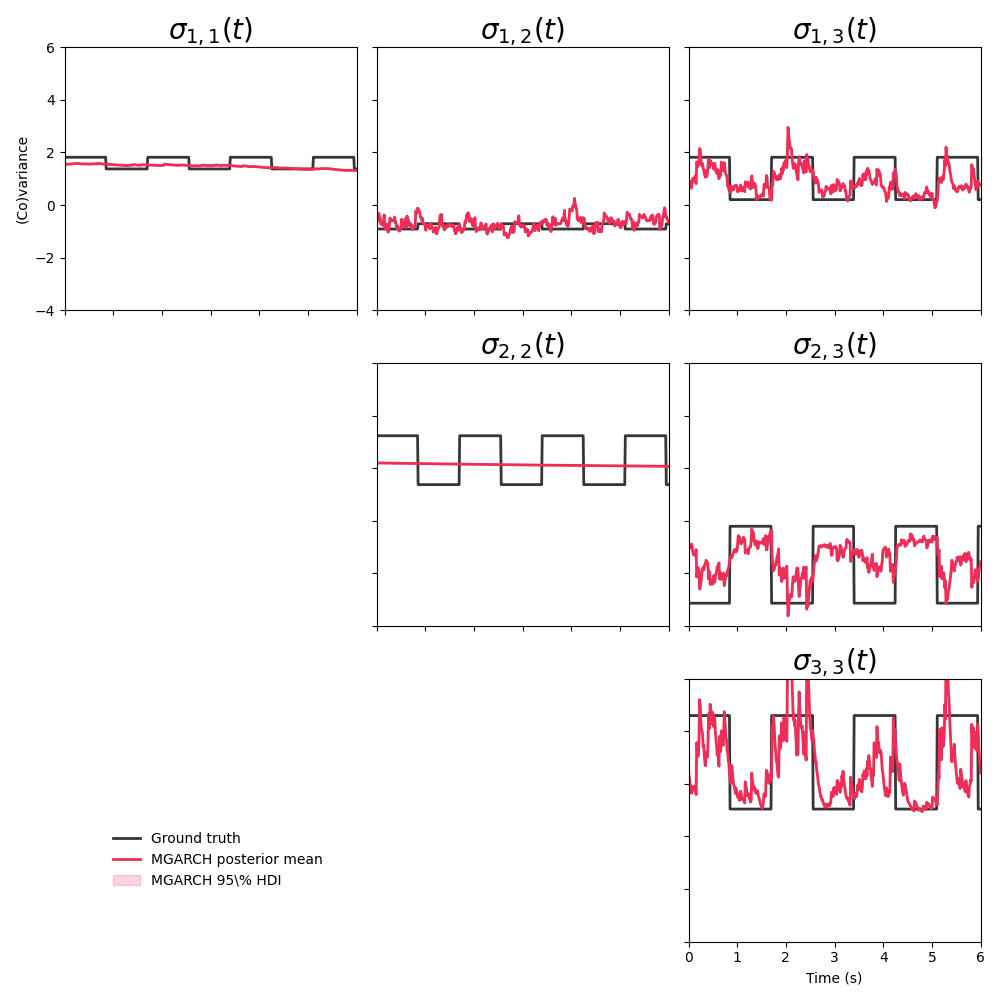 σ1,1(t) σ1,2(t) σ1,3(t)
6
4
2
0
−2
−4
(Co)variance
σ2,2(t) σ2,3(t)
σ3,3(t)
Ground truth
MGARCH posterior mean
MGARCH 95\% HDI
0 1 2 3 4 5 6
Time (s)